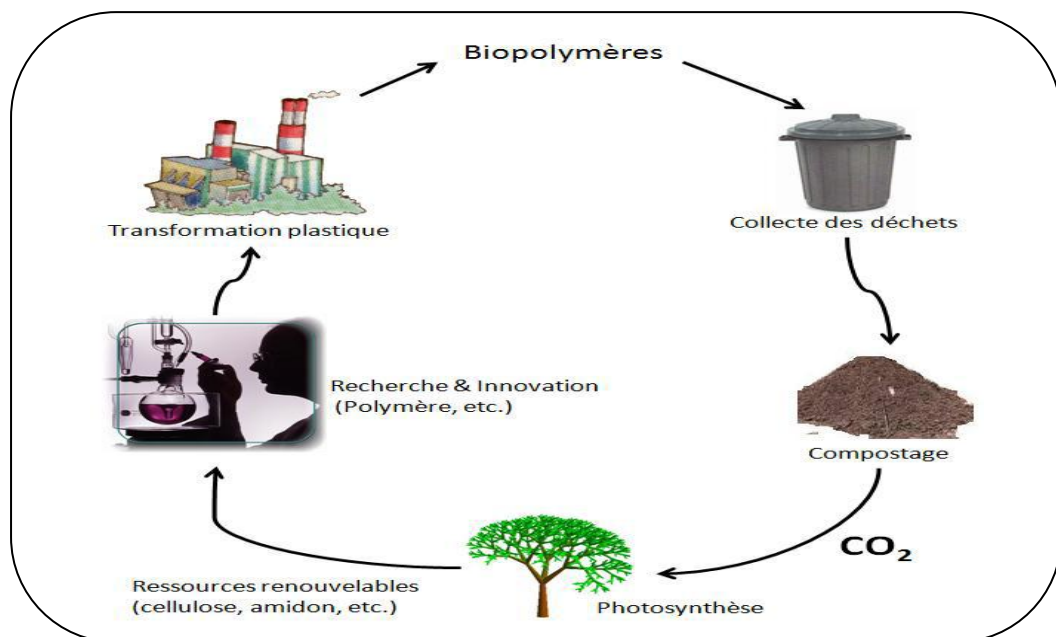 Biopolymères
Transformation plastique
Collecte des déchets
Recherche & Innovation
(Polymère, etc.)
Compostage
CO₂
Ressources renouvelables
(cellulose, amidon, etc.)
Photosynthèse